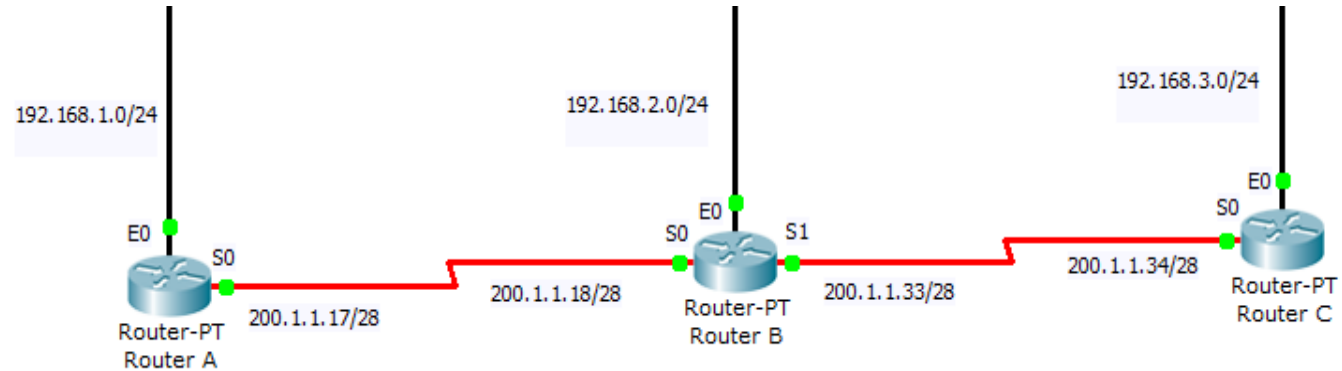 192.168.1.0/24
192.168.2.0/24
192.168.3.0/24
E0
S0
200.1.1.17/28
Router-PT
Router A
E0
S0
S1
200.1.1.18/28
200.1.1.33/28
Router-PT
Router B
E0
S0
200.1.1.34/28
Router-PT
Router C